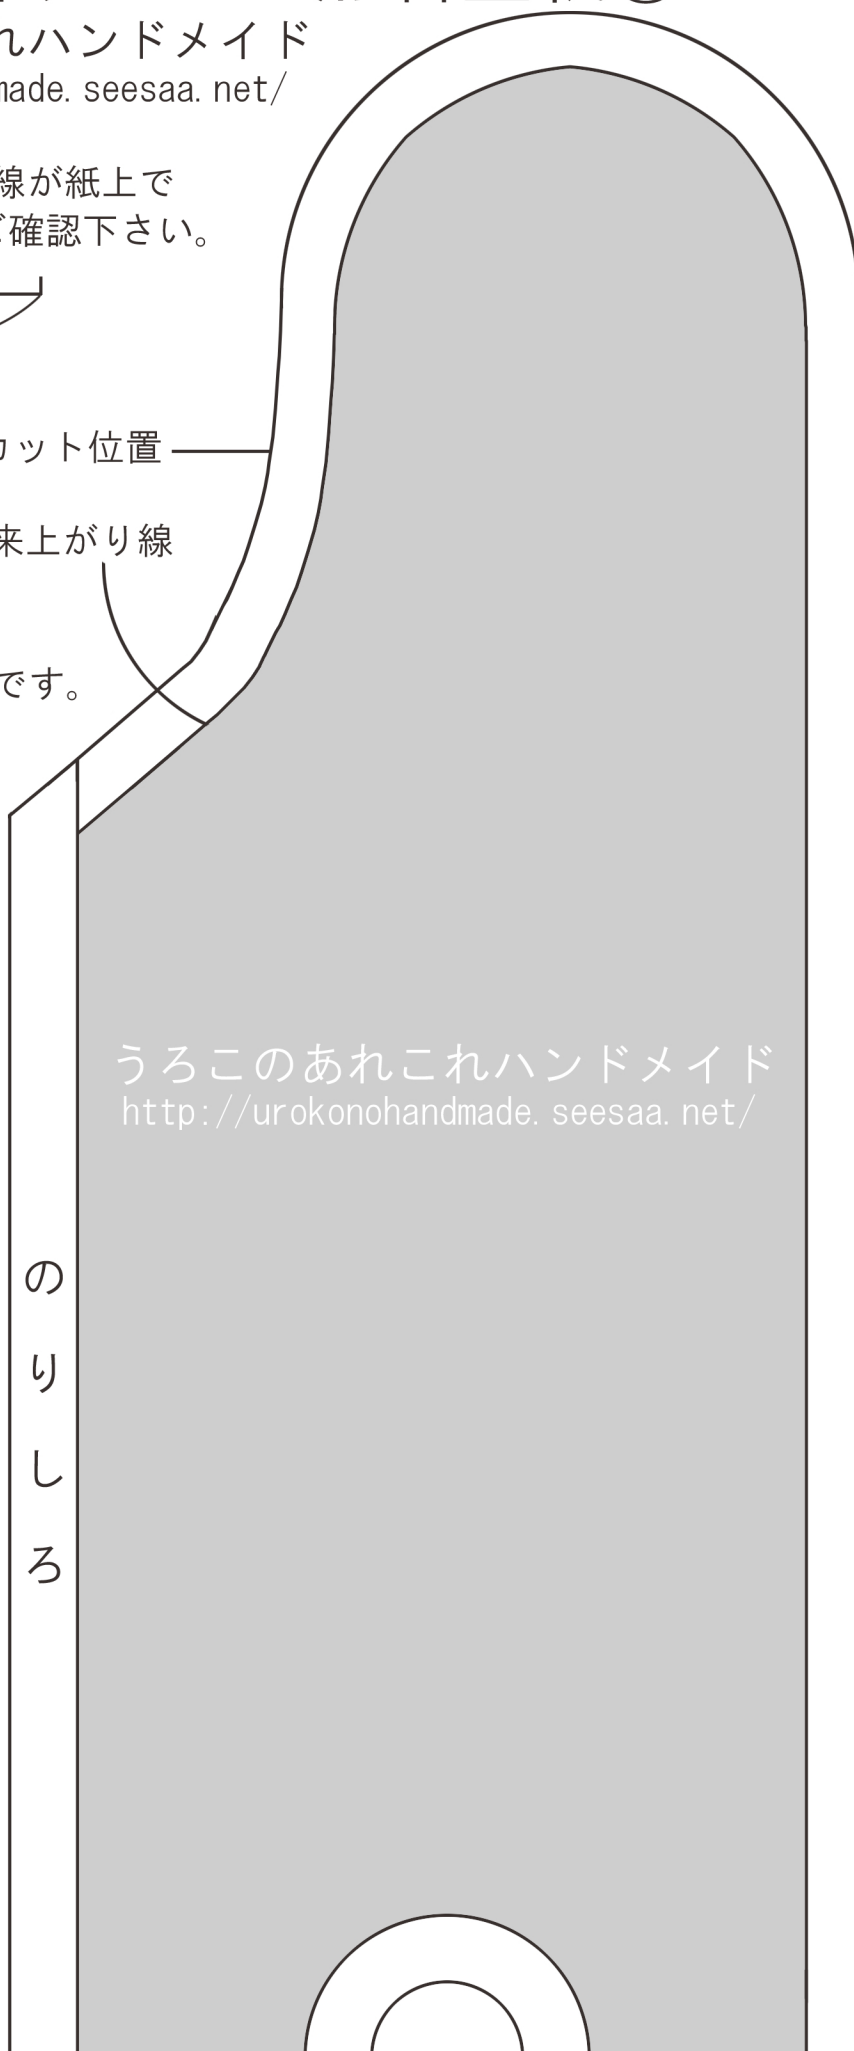 れハンドメイド
made.seesaa.net/
線が紙上で
ご確認下さい。
カット位置
来上がり線
です。
うろこのあれこれハンドメイド
http://urokonohandmade.seesaa.net/
のりしろ